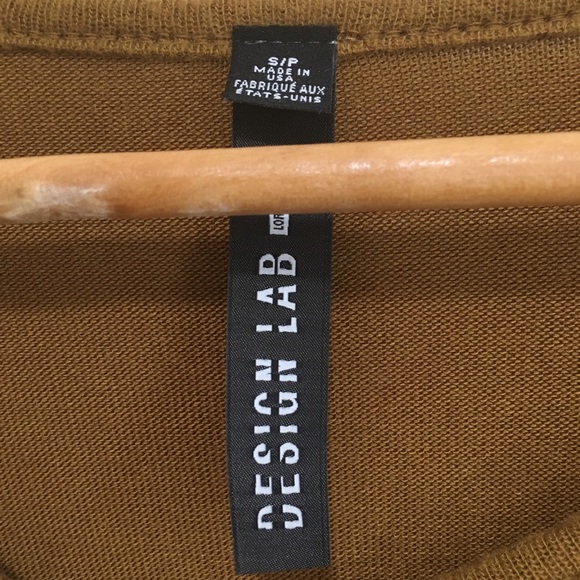 S/P
MADE IN
USA
FABRIQUÉ AUX
ÉTATS-UNIS
DESIGN LAB